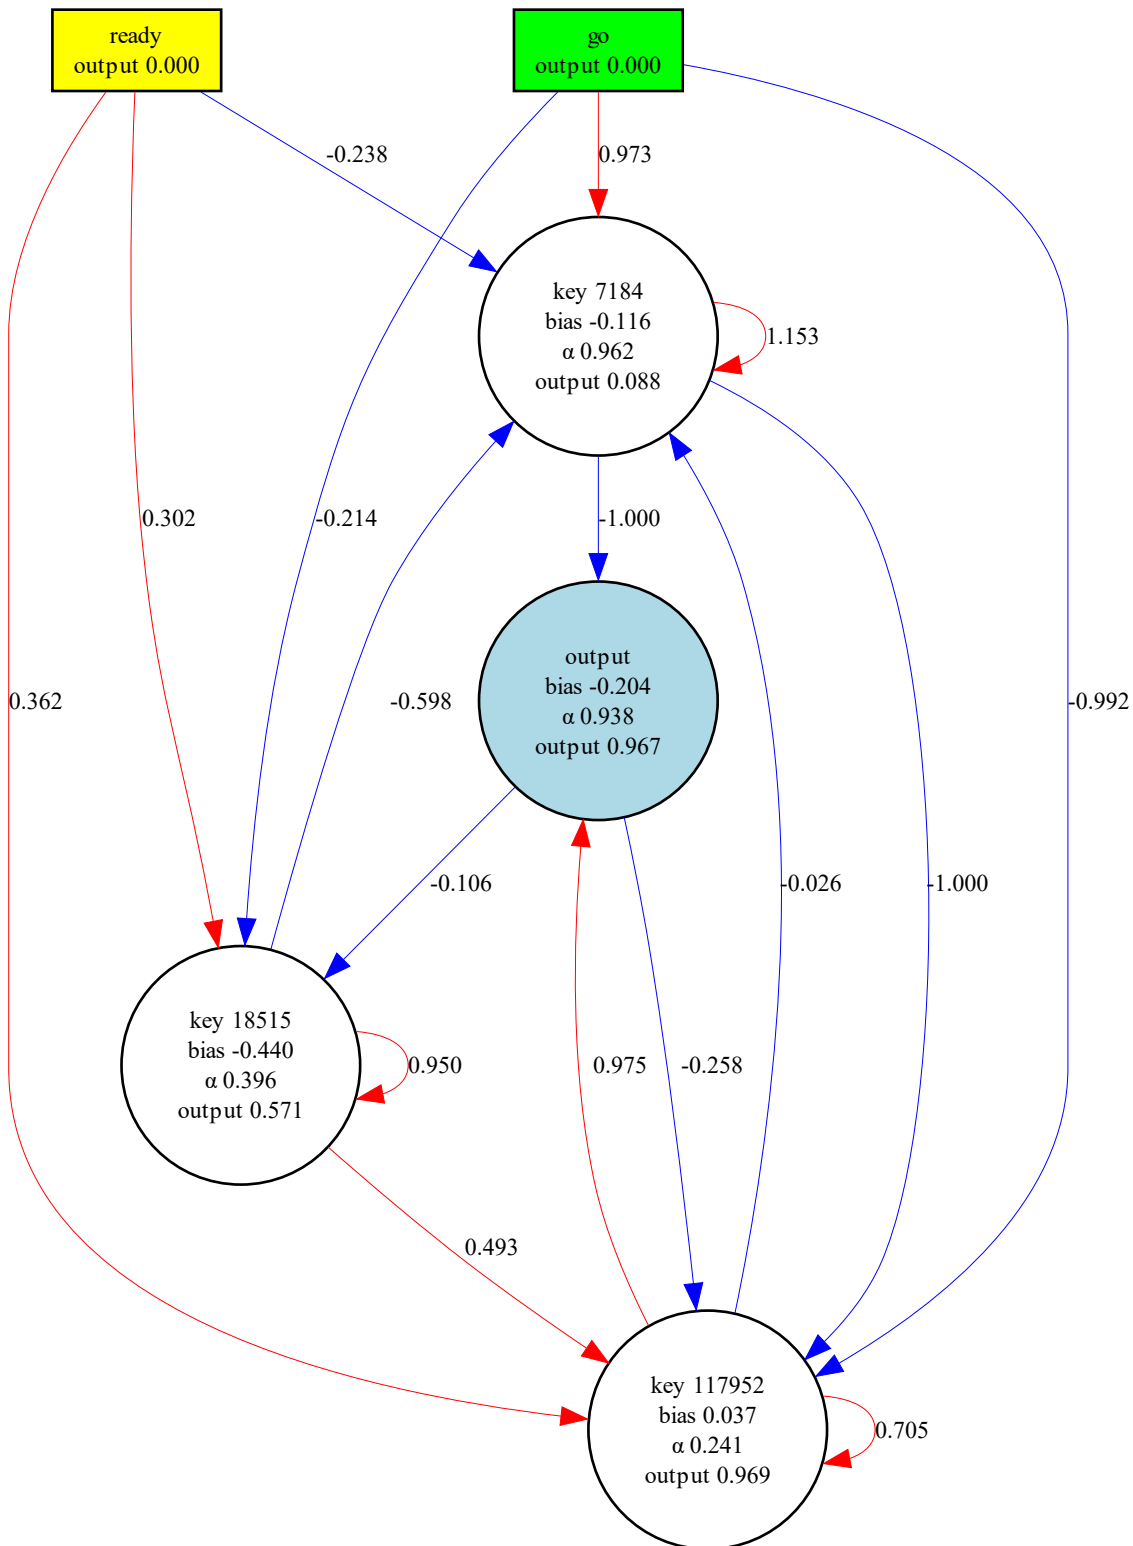 ready
output 0.000
go
output 0.000
-0.238
0.973
key 7184
bias -0.116
α 0.962
output 0.088
1.153
0.302
-0.214
-1.000
output
bias -0.204
α 0.938
output 0.967
0.362
-0.598
-0.992
-0.106
-0.026
-1.000
key 18515
bias -0.440
α 0.396
output 0.571
0.950
0.975
-0.258
0.493
key 117952
bias 0.037
α 0.241
output 0.969
0.705